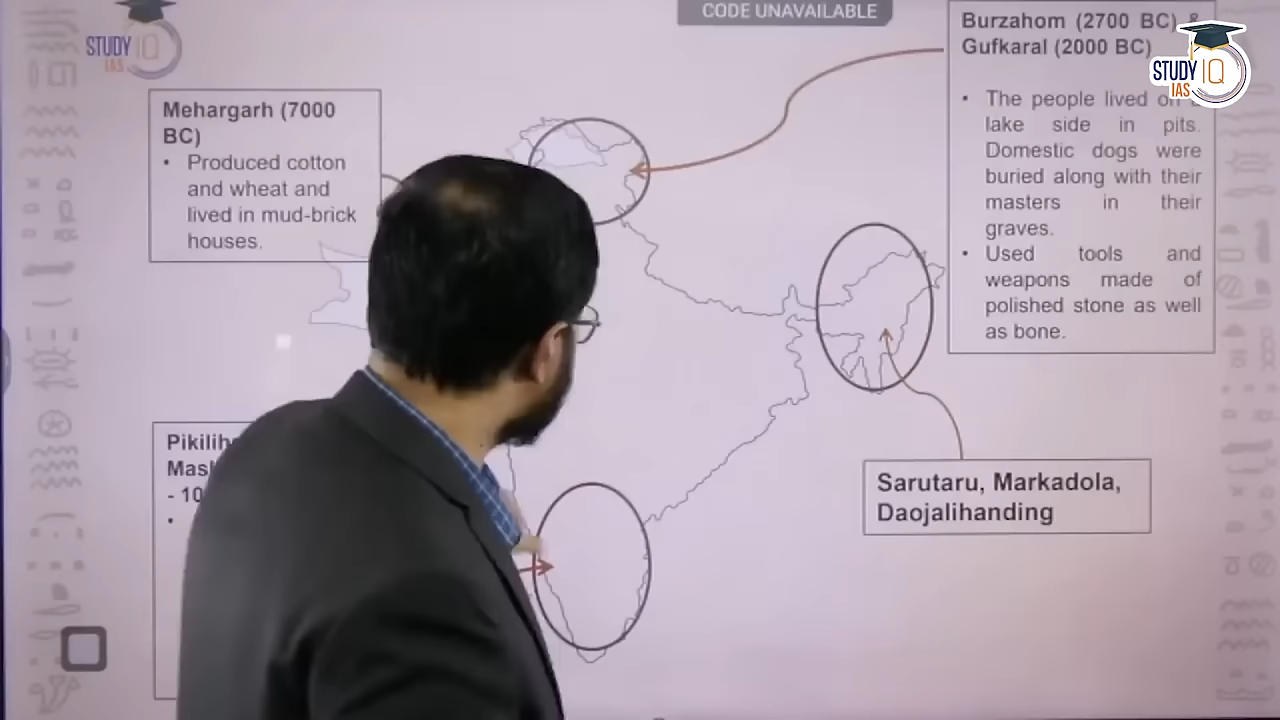 CODE UNAVAILABLE
STUDY IQ
IAS
Mehargarh (7000
BC)
• Produced cotton
and wheat and
lived in mud-brick
houses.
Burzahom (2700 BC) &
Gufkaral (2000 BC)
STUDY IQ
IAS
• The people lived on a
lake side in pits.
Domestic dogs were
buried along with their
masters in their
graves.
• Used tools and
weapons made of
polished stone as well
as bone.
- 10
•
Sarutaru, Markadola,
Daojalihanding